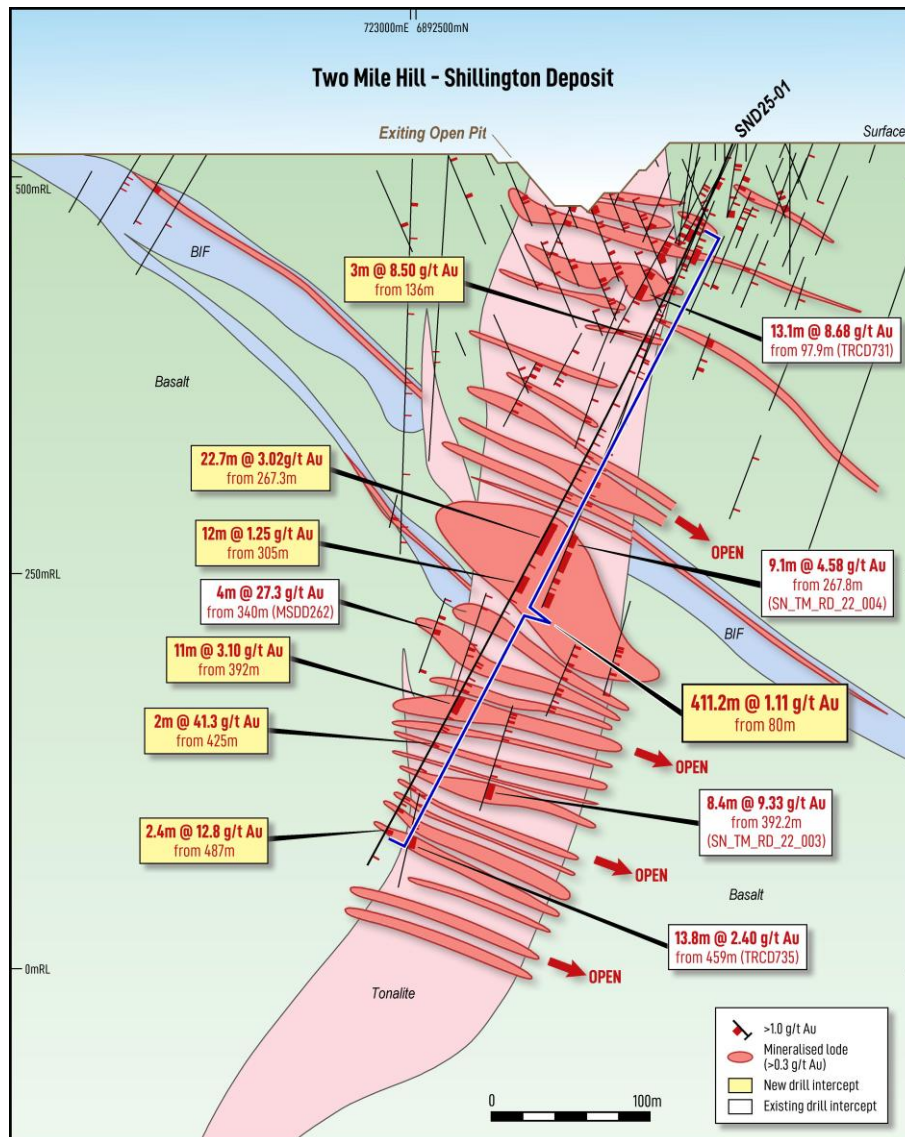 723000mE 6892500mN
Two Mile Hill - Shillington Deposit
SND25-01
Exiting Open Pit
Surface
500mRL
BIF
3m @ 8.50 g/t Au
from 136m
13.1m @ 8.68 g/t Au
from 97.9m (TRCD731)
Basalt
22.7m @ 3.02g/t Au
from 267.3m
12m @ 1.25 g/t Au
from 305m
OPEN
9.1m @ 4.58 g/t Au
from 267.8m
(SN_TM_RD_22_004)
250mRL
4m @ 27.3 g/t Au
from 340m (MSDD262)
BIF
11m @ 3.10 g/t Au
from 392m
411.2m @ 1.11 g/t Au
from 80m
2m @ 41.3 g/t Au
from 425m
OPEN
8.4m @ 9.33 g/t Au
from 392.2m
(SN_TM_RD_22_003)
2.4m @ 12.8 g/t Au
from 487m
OPEN
Basalt
13.8m @ 2.40 g/t Au
from 459m (TRCD735)
0mRL
OPEN
Tonalite
>1.0 g/t Au
Mineralised lode
(>0.3 g/t Au)
New drill intercept
Existing drill intercept
0 100m